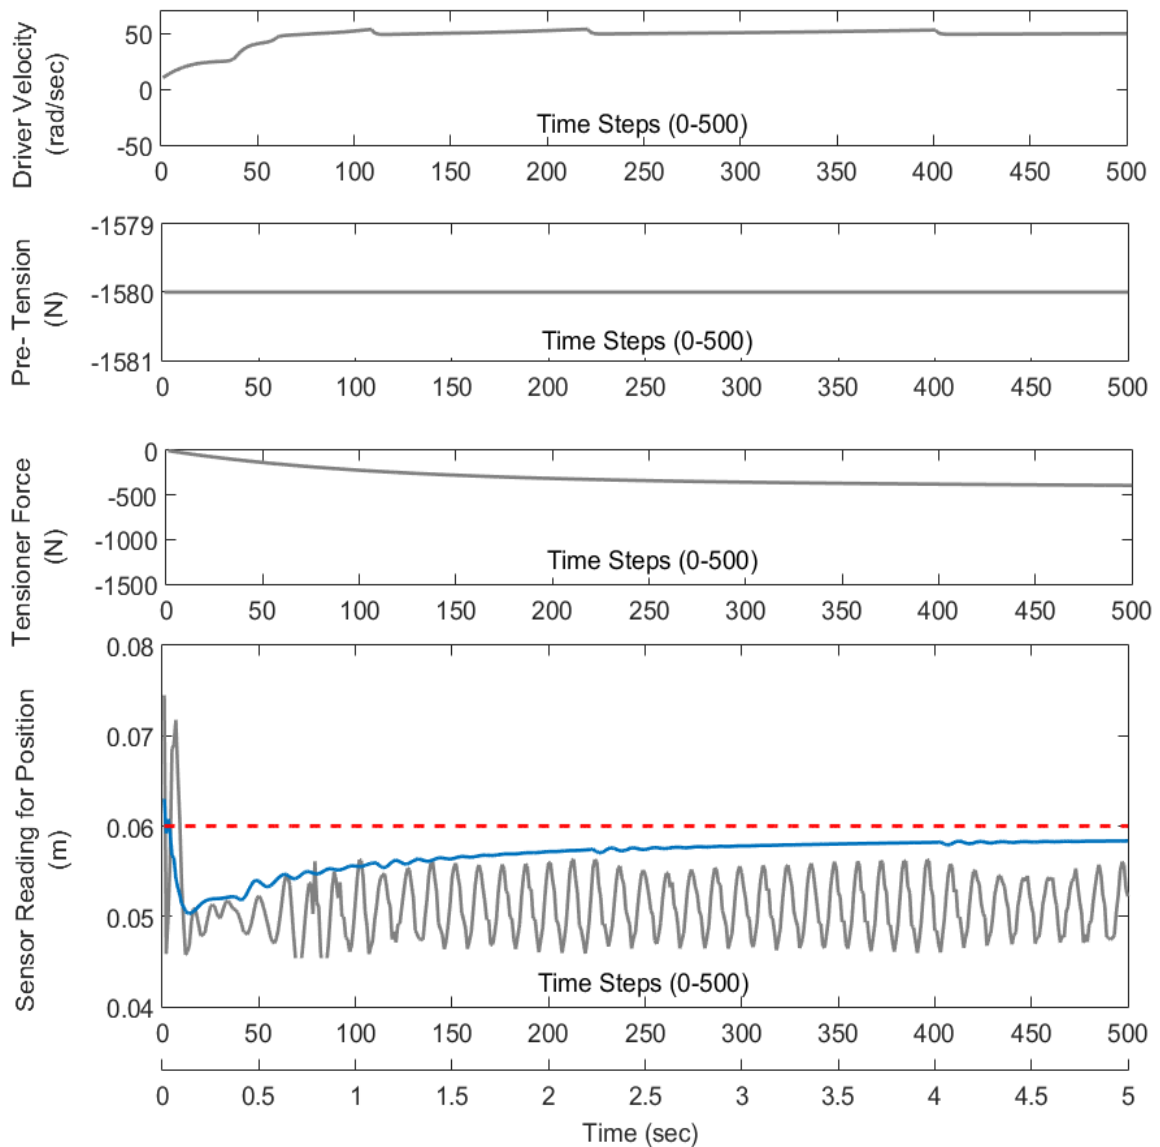 Driver Velocity
(rad/sec)
50
0
-50
Time Steps (0-500)
0 50 100 150 200 250 300 350 400 450 500
Pre- Tension
(N)
-1579
-1580
-1581
Time Steps (0-500)
0 50 100 150 200 250 300 350 400 450 500
Tensioner Force
(N)
0
-500
-1000
-1500
Time Steps (0-500)
0 50 100 150 200 250 300 350 400 450 500
Sensor Reading for Position
(m)
0.08
0.07
0.06
0.05
0.04
Time Steps (0-500)
0 50 100 150 200 250 300 350 400 450 500
0 0.5 1 1.5 2 2.5 3 3.5 4 4.5 5
Time (sec)